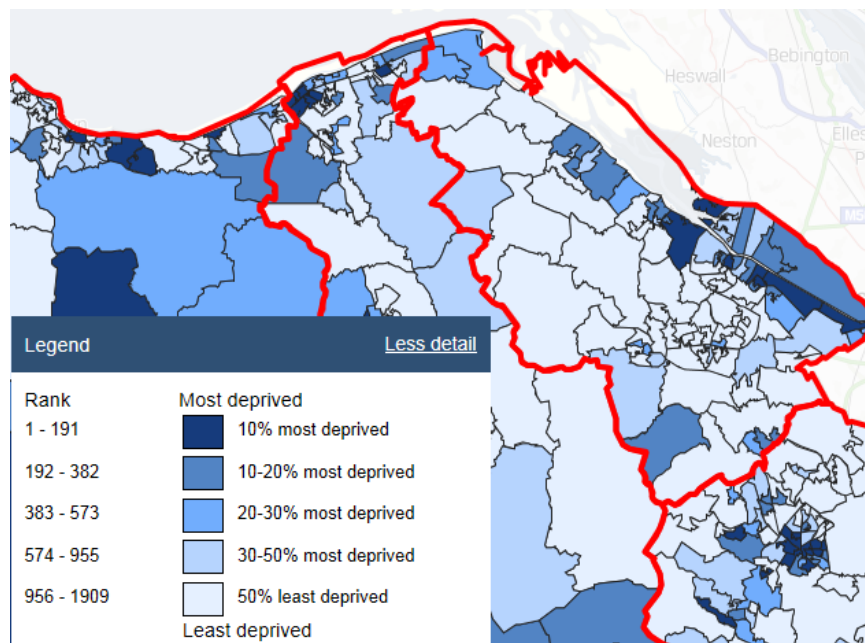 Bebington
Heswall
Neston
Elles
M5
Legend Less detail
Rank Most deprived
1 - 191 10% most deprived
192 - 382 10-20% most deprived
383 - 573 20-30% most deprived
574 - 955 30-50% most deprived
956 - 1909 50% least deprived
Least deprived